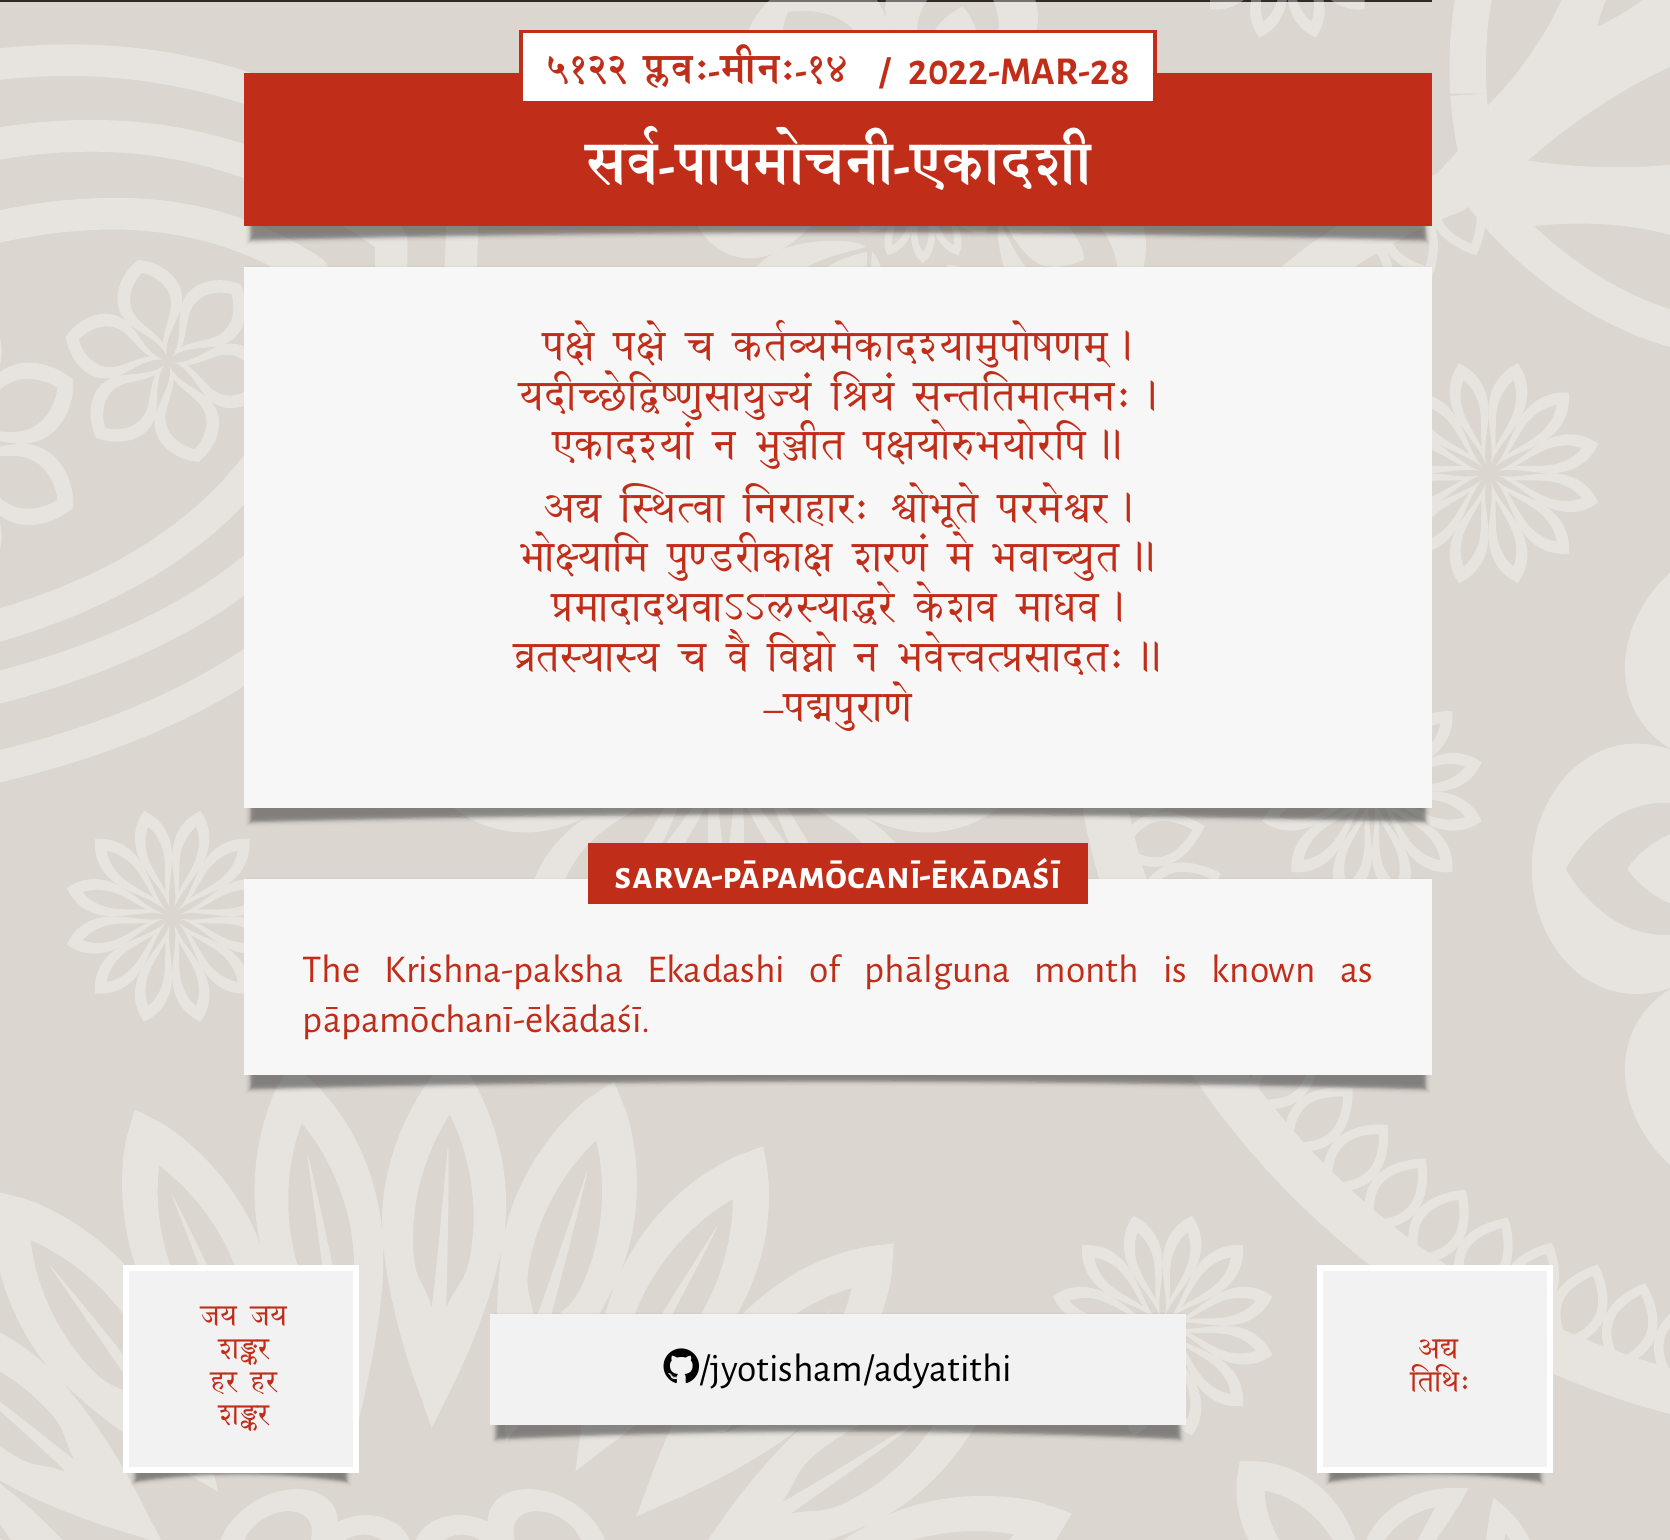 ५१२२ प्लवः-मीनः-१४ / 2022-MAR-28
सर्व-पापमोचनी-एकादशी
पक्षे पक्षे च कर्तव्यमेकादश्यामुपोषणम्।
यदीच्छेद्विष्णुसायुज्यं श्रियं सन्ततिमात्मनः।
एकादश्यां न भुञ्जीत पक्षयोरुभयोरपि॥
अद्य स्थित्वा निराहारः श्वोभूते परमेश्वर।
भोक्ष्यामि पुण्डरीकाक्ष शरणं मे भवाच्युत॥
प्रमादादथवाऽऽलस्याद्धरे केशव माधव।
व्रतस्यास्य च वै विघ्नो न भवेत्त्वत्प्रसादतः॥
–पद्मपुराणे
SARVA-PĀPAMŌCANĪ-ĒKĀDAŚĪ
The Krishna-paksha Ekadashi of phālguna month is known as
pāpamōchanī-ēkādaśī.
जय जय
शङ्कर
हर हर
शङ्कर
/jyotisham/adyatithi
अद्य
तिथिः